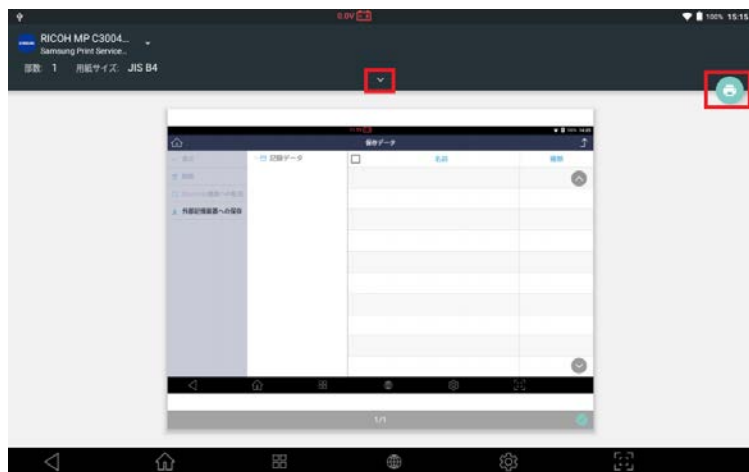 0.0V
100% 15:15
RICOH MP C3004...
Samsung Print Service...
部数: 1 用紙サイズ: JIS B4
保存データ
記録データ
名前
種類
外部記憶装置への保存
1/1